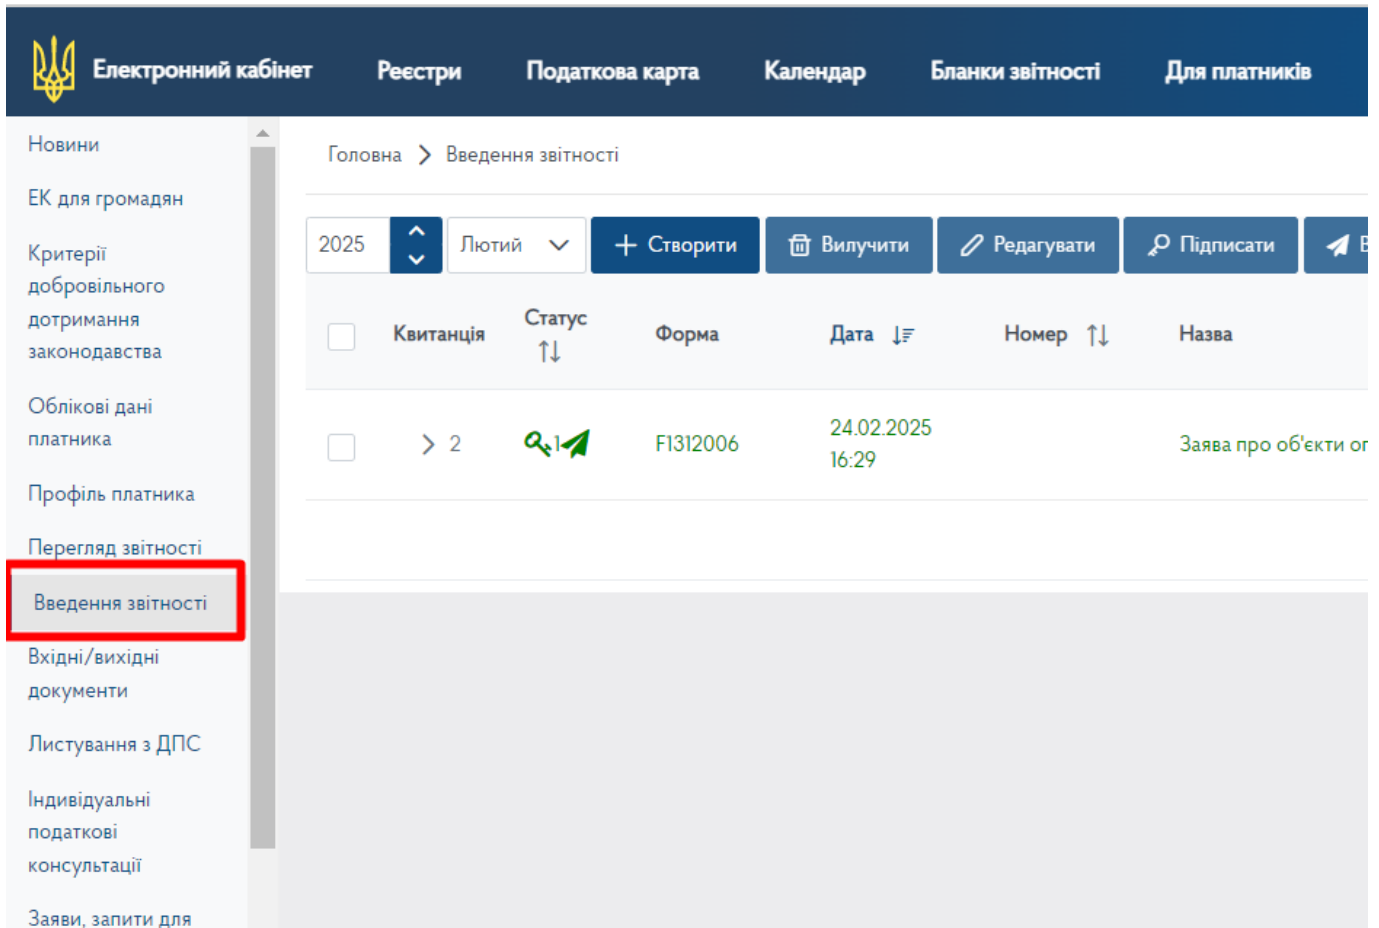 Електронний кабінет Реєстри Податкова карта Календар Бланки звітності Для платників
Новини
ЕК для громадян
Критерії
добровільного
дотримання
законодавства
Облікові дані
платника
Профіль платника
Перегляд звітності
Введення звітності
Вхідні/вихідні
документи
Листування з ДПС
Індивідуальні
податкові
консультації
Заяви, запити для
Головна > Введення звітності
2025 Лютий + Створити Вилучити Редагувати Підписати В
Квитанція Статус Форма Дата Номер Назва
> 2 1 F1312006 24.02.2025 Заява про об'єкти оп
16:29